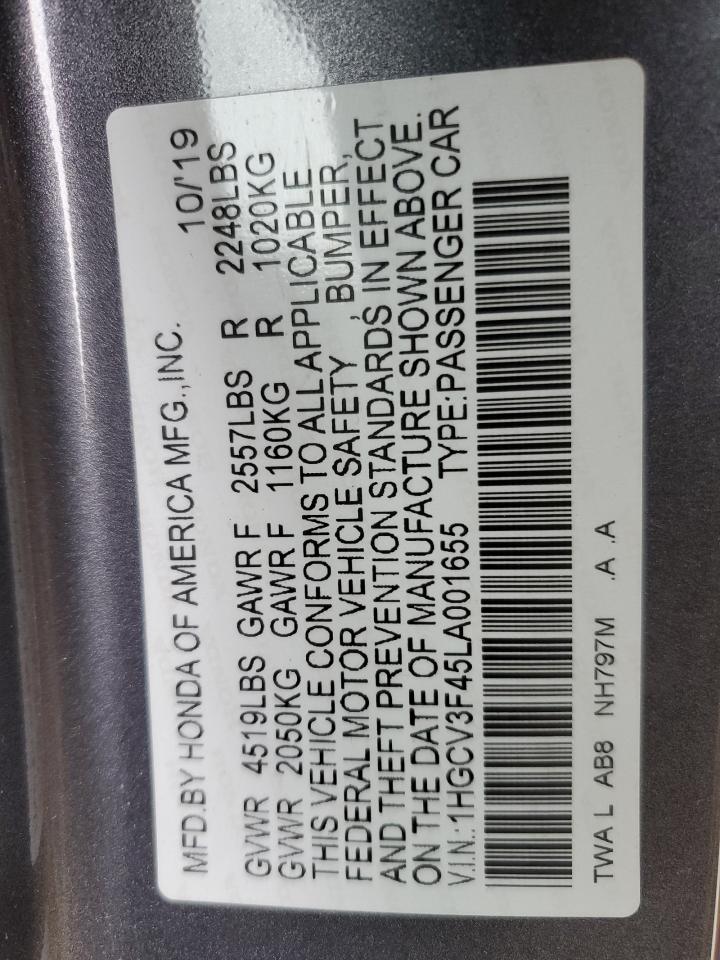 MFD.BY HONDA OF AMERICA MFG.,INC. 10/'19
GVWR 4519LBS GAWR F 2557LBS R 2248LBS
GVWR 2050KG GAWR F 1160KG R 1020KG
THIS VEHICLE CONFORMS TO ALL APPLICABLE
FEDERAL MOTOR VEHICLE SAFETY , BUMPER,
AND THEFT PREVENTION STANDARDS IN EFFECT
ON THE DATE OF MANUFACTURE SHOWN ABOVE.
V.I.N.:1HGCV3F45LA001655 TYPE:PASSENGER CAR
TWA L AB8 NH797M .A .A